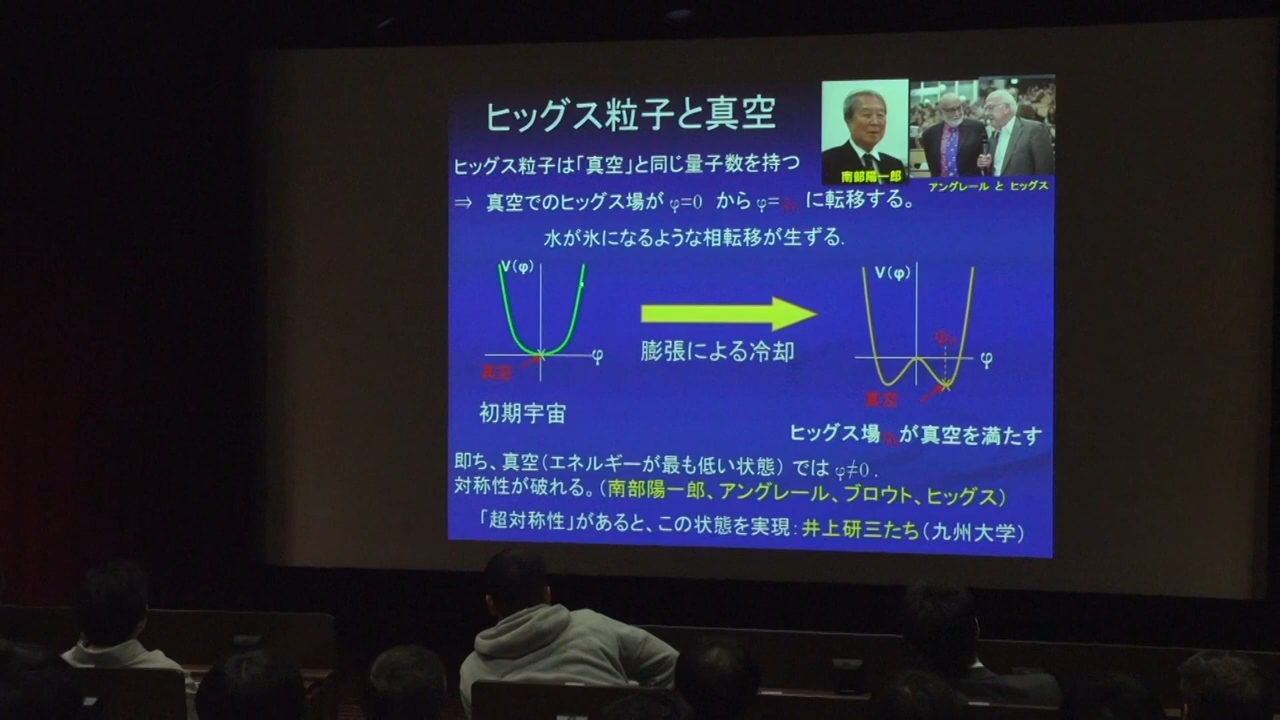 ヒッグス粒子と真空
南部陽一郎
アングレール と ヒッグス
ヒッグス粒子は「真空」と同じ量子数を持つ
⇒ 真空でのヒッグス場が φ=0 から φ= に転移する。
水が氷になるような相転移が生ずる.
V(φ)
φ
真空
初期宇宙
膨張による冷却
V(φ)
φ
真空
ヒッグス場 が真空を満たす
即ち、真空(エネルギーが最も低い状態) では φ≠0 .
対称性が破れる。(南部陽一郎、アングレール、ブロウト、ヒッグス)
「超対称性」があると、この状態を実現:井上研三たち(九州大学)